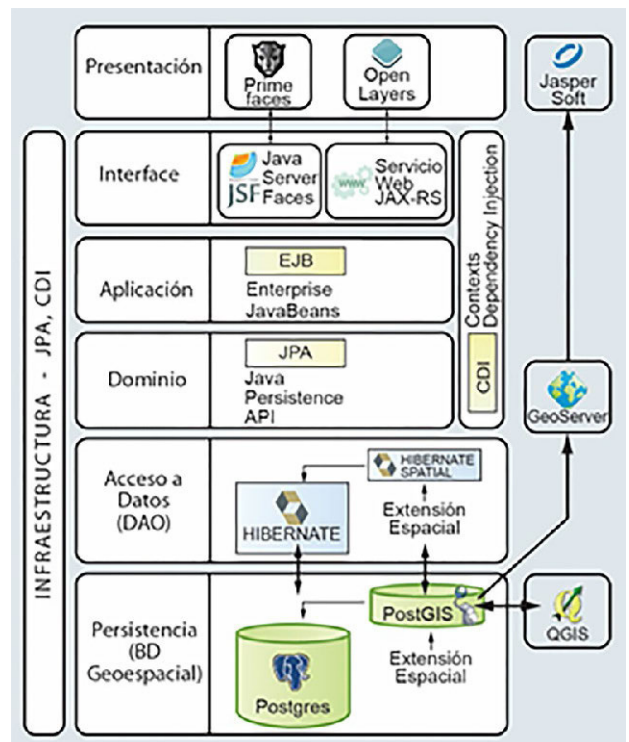 Presentación
Prime
faces
Open
Layers
Jasper
Soft
INFRAESTRUCTURA - JPA, CDI
Interface
JSF
Java
Server
Faces
www
Servicio
Web
JAX-RS
CDI
Contexts
Dependency Injection
Aplicación
EJB
Enterprise
JavaBeans
Dominio
JPA
Java
Persistence
API
GeoServer
Acceso a
Datos
(DAO)
HIBERNATE
HIBERNATE
SPATIAL
Extensión
Espacial
Persistencia
(BD
Geoespacial)
Postgres
PostGIS
Extensión
Espacial
QGIS